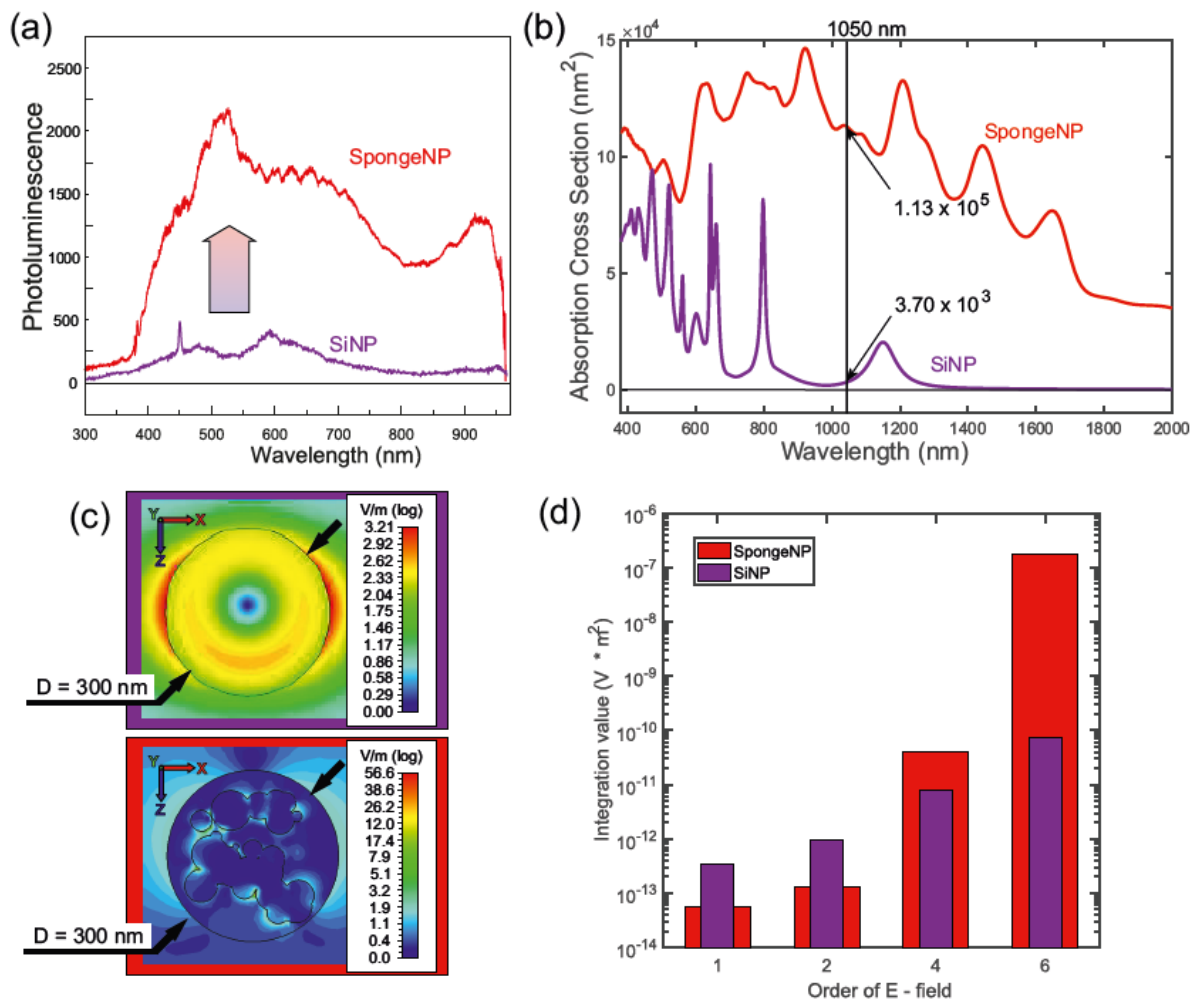 (a)
Photoluminescence
2500
2000
1500
1000
500
0
SpongeNP
SiNP
300 400 500 600 700 800 900
Wavelength (nm)
(b)
×10⁴
1050 nm
Absorption Cross Section (nm²)
15
10
5
0
SpongeNP
1.13 x 10⁵
3.70 x 10³
SiNP
400 600 800 1000 1200 1400 1600 1800 2000
Wavelength (nm)
(c)
Y X
Z
V/m (log)
3.21
2.92
2.62
2.33
2.04
1.75
1.46
1.17
0.86
0.58
0.29
0.00
D = 300 nm
Y X
Z
V/m (log)
56.6
38.6
26.2
12.0
17.4
7.9
5.1
3.2
1.9
1.1
0.4
0.0
D = 300 nm
(d)
Integration value (V * m²)
10⁻⁶
10⁻⁷
10⁻⁸
10⁻⁹
10⁻¹⁰
10⁻¹¹
10⁻¹²
10⁻¹³
10⁻¹⁴
SpongeNP
SiNP
1 2 4 6
Order of E - field